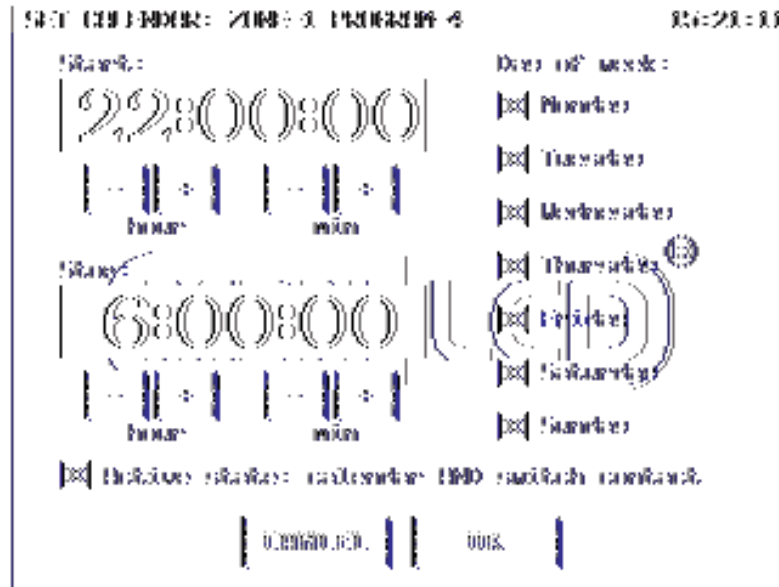 SET CALENDER: ZONE 1 PROGRAM 4
Start:
22:00:00
- + - +
hour min
Stop:
6:00:00
- + - +
hour min
Day of week:
Monday
Tuesday
Wednesday
Thursday
Friday
Saturday
Sunday
Active state: calendar AND switch contact
CANCEL OK